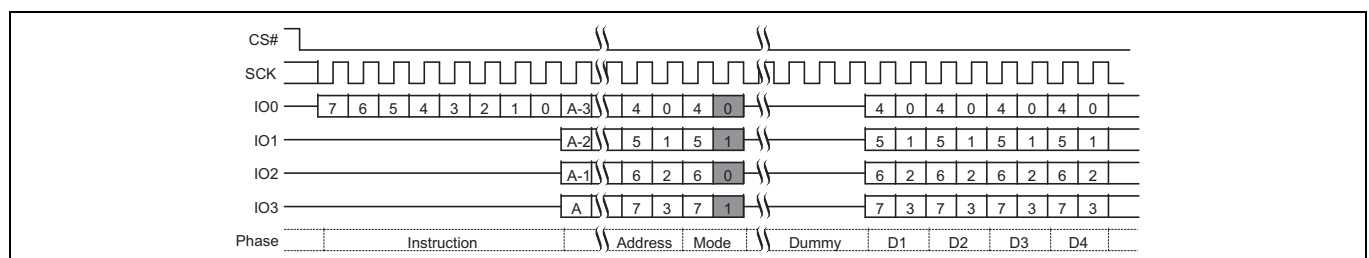 CS#
SCK
IO0 7 6 5 4 3 2 1 0 A-3 4 0 4 0 4 0 4 0 4 0 4 0
IO1 A-2 5 1 5 1 5 1 5 1 5 1 5 1
IO2 A-1 6 2 6 0 6 2 6 2 6 2 6 2
IO3 A 7 3 7 1 7 3 7 3 7 3 7 3
Phase Instruction Address Mode Dummy D1 D2 D3 D4